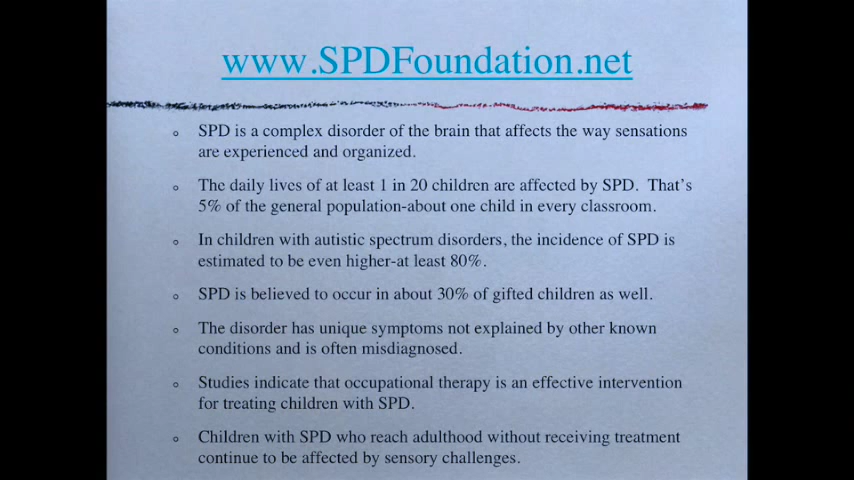 www.SPDFoundation.net
SPD is a complex disorder of the brain that affects the way sensations
are experienced and organized.
The daily lives of at least 1 in 20 children are affected by SPD. That's
5% of the general population-about one child in every classroom.
In children with autistic spectrum disorders, the incidence of SPD is
estimated to be even higher-at least 80%.
SPD is believed to occur in about 30% of gifted children as well.
The disorder has unique symptoms not explained by other known
conditions and is often misdiagnosed.
Studies indicate that occupational therapy is an effective intervention
for treating children with SPD.
Children with SPD who reach adulthood without receiving treatment
continue to be affected by sensory challenges.